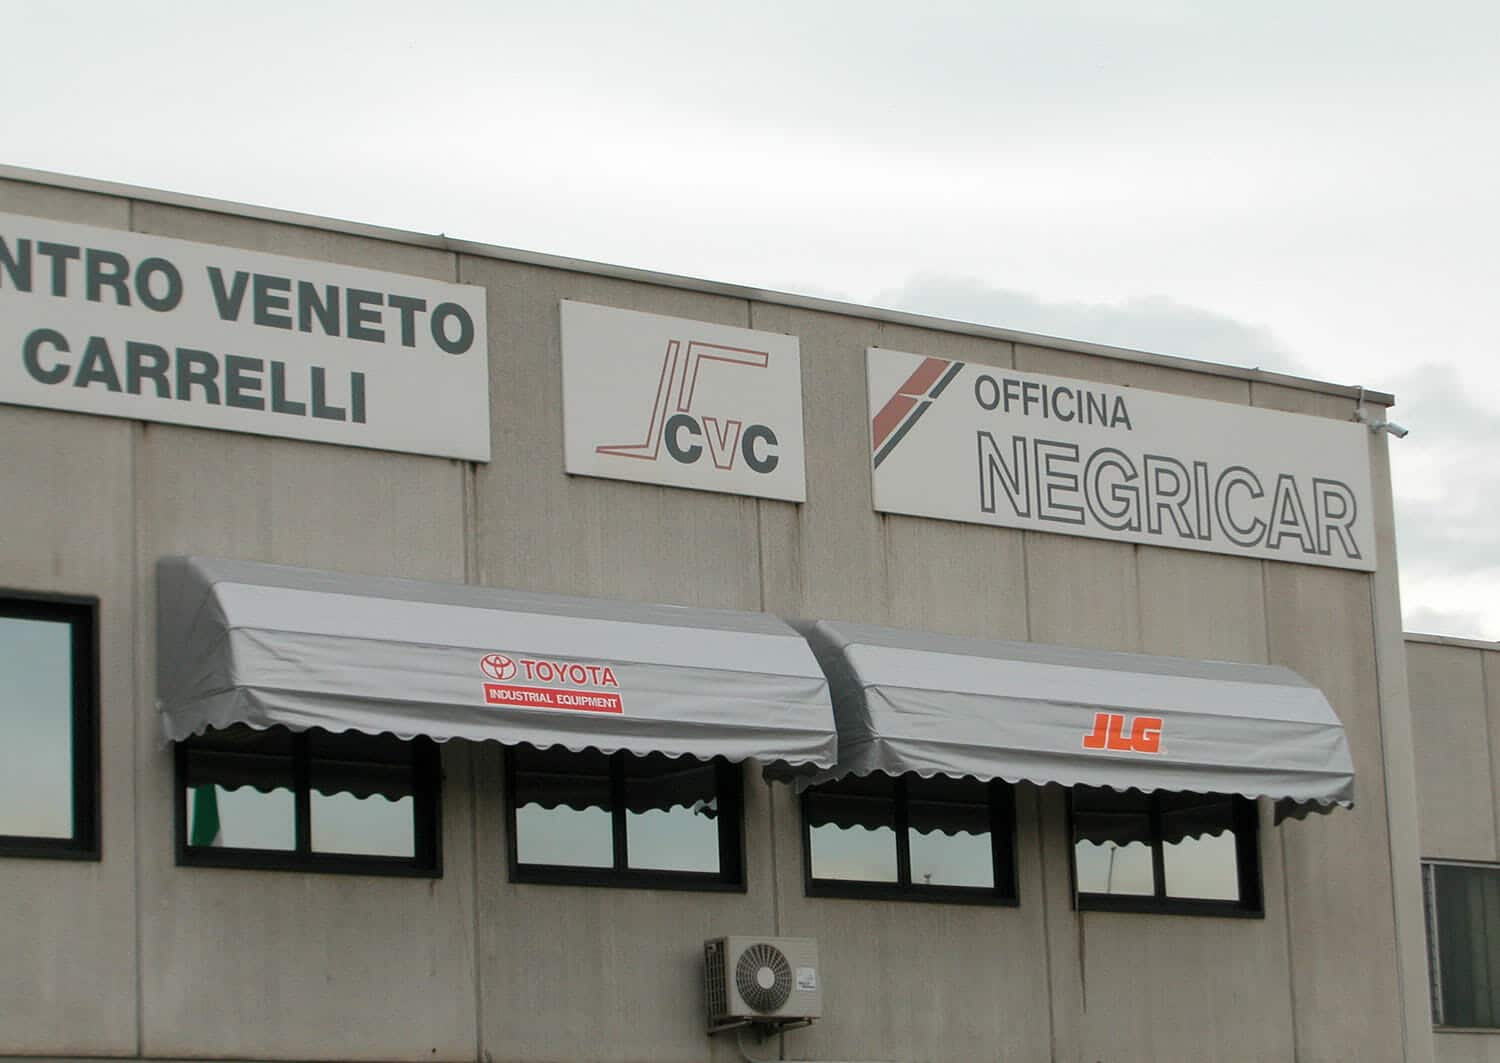 NTRO VENETO
CARRELLI
CVC
OFFICINA
NEGRICAR
TOYOTA
INDUSTRIAL EQUIPMENT
JLG